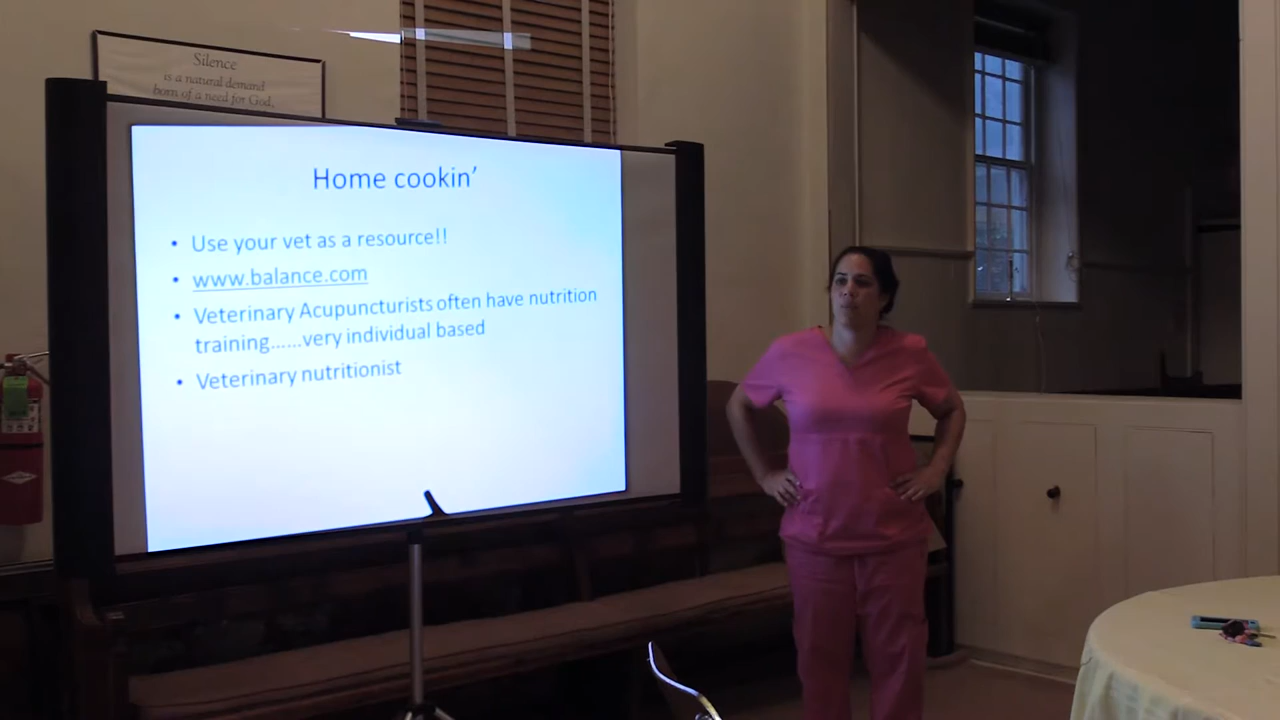 Silence
is a natural demand
born of a need for God,
Home cookin’
• Use your vet as a resource!!
• www.balance.com
• Veterinary Acupuncturists often have nutrition
training......very individual based
• Veterinary nutritionist